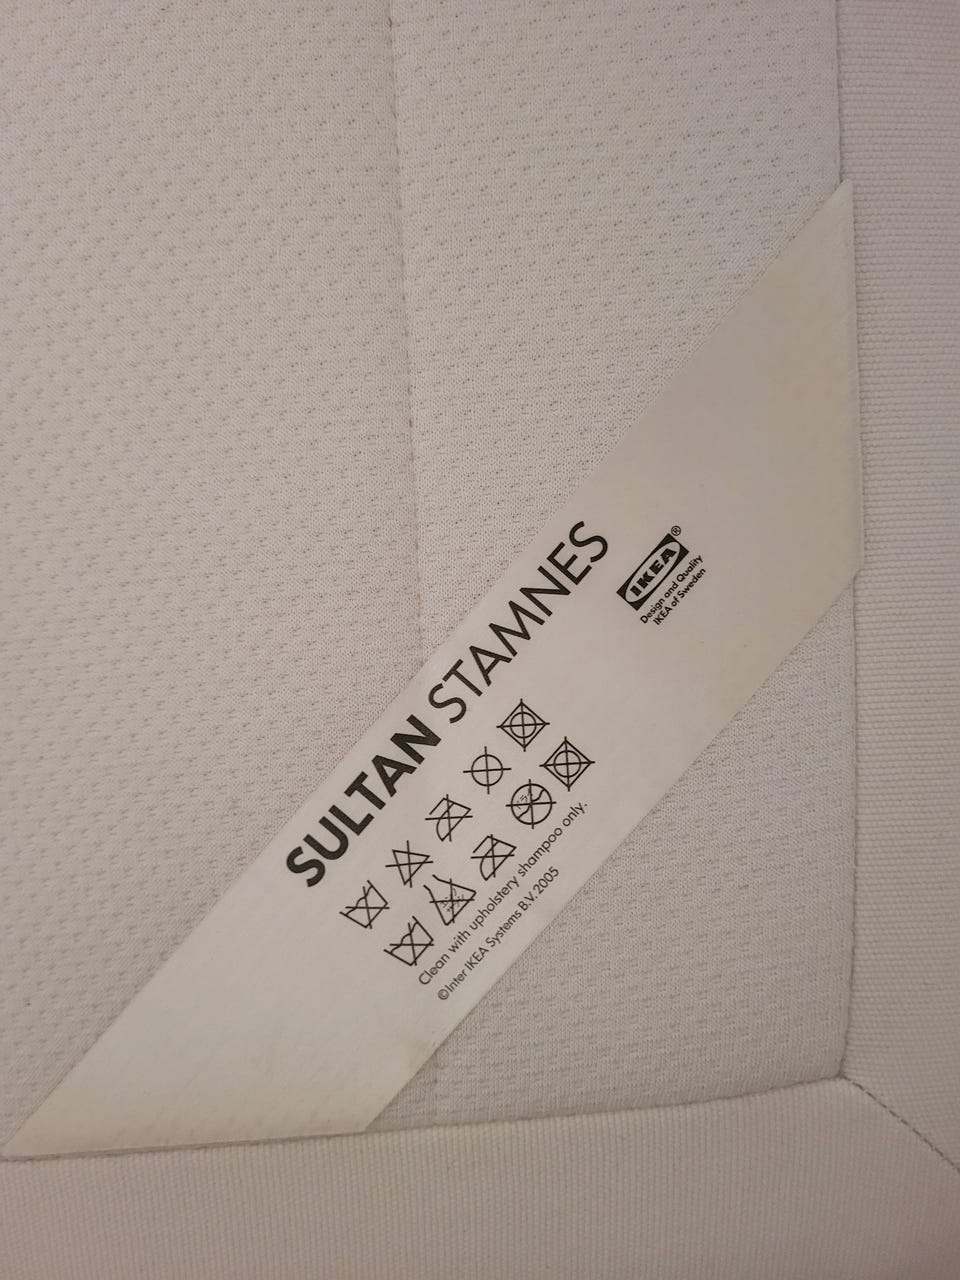 SULTAN STAMNES
Clean with upholstery shampoo only.
©Inter IKEA Systems B.V. 2005
IKEA®
Design and Quality
IKEA of Sweden